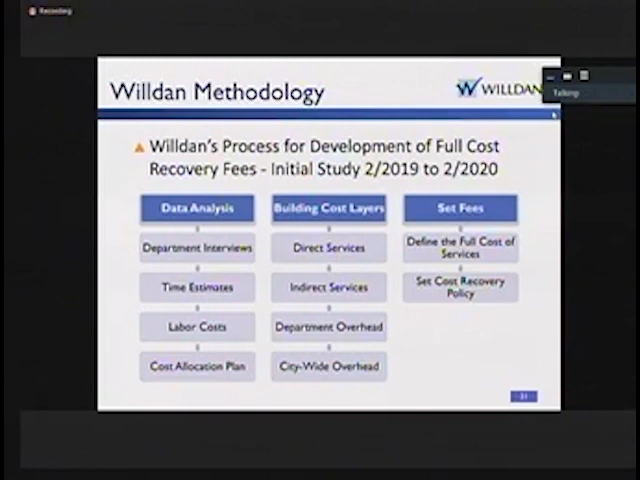 Recording
Willdan Methodology
WILLDAN
Talking:
Willdan's Process for Development of Full Cost
Recovery Fees - Initial Study 2/2019 to 2/2020
Data Analysis
Department Interviews
Time Estimates
Labor Costs
Cost Allocation Plan
Building Cost Layers
Direct Services
Indirect Services
Department Overhead
City-Wide Overhead
Set Fees
Define the Full Cost of
Services
Set Cost Recovery
Policy